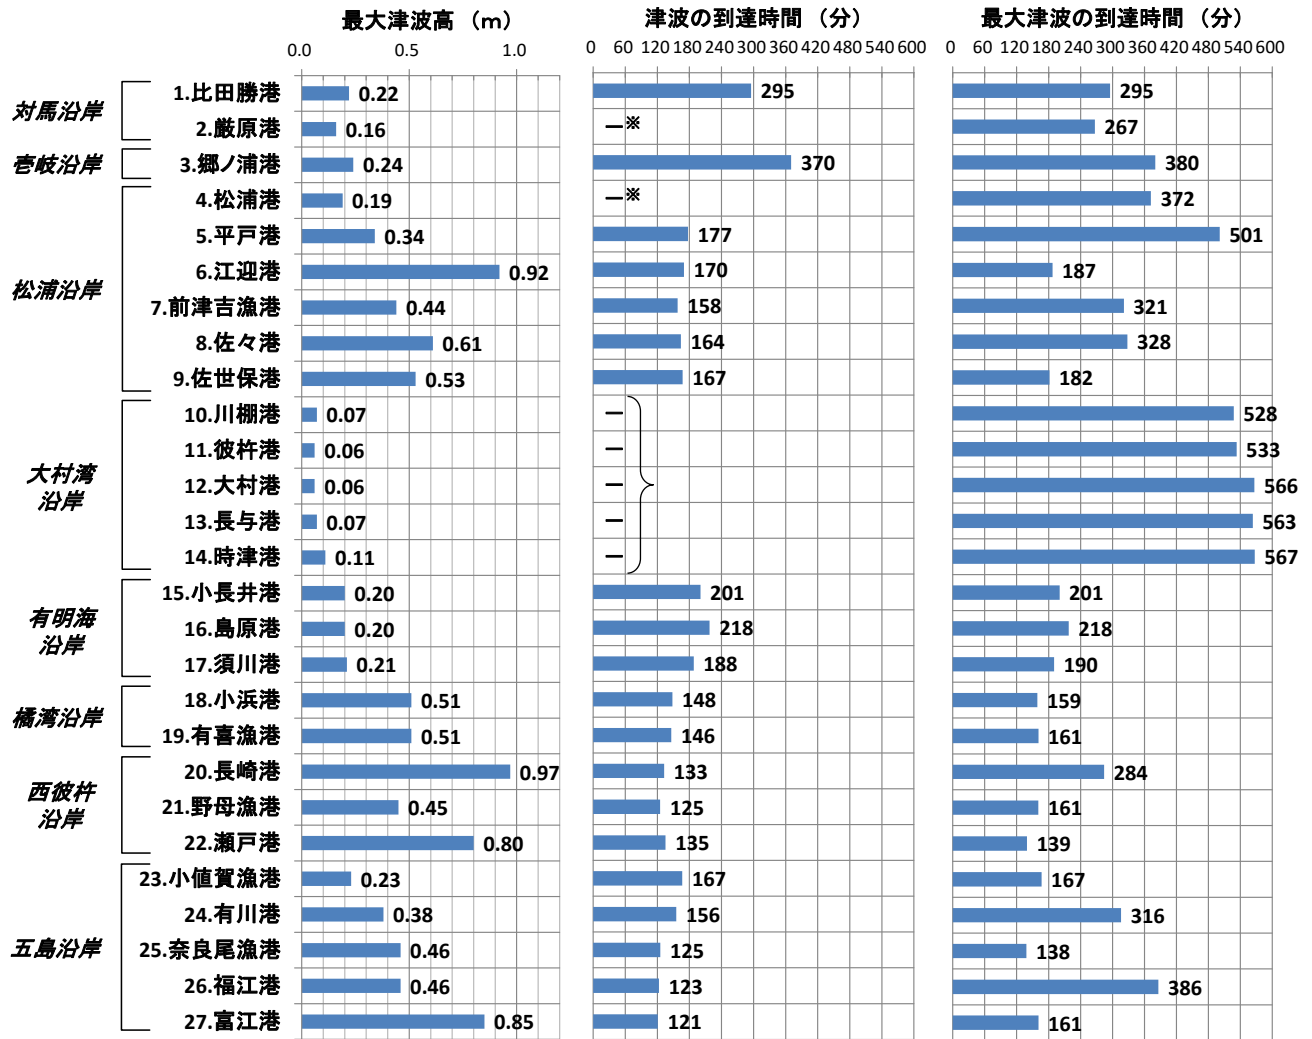 最大津波高 （m）
津波の到達時間 （分）
最大津波の到達時間 （分）
0.0 0.5 1.0
0 60 120 180 240 300 360 420 480 540 600
0 60 120 180 240 300 360 420 480 540 600
対馬沿岸
1.比田勝港 0.22 295 295
2.厳原港 0.16 ―※ 267
壱岐沿岸
3.郷ノ浦港 0.24 370 380
松浦沿岸
4.松浦港 0.19 ―※ 372
5.平戸港 0.34 177 501
6.江迎港 0.92 170 187
7.前津吉漁港 0.44 158 321
8.佐々港 0.61 164 328
9.佐世保港 0.53 167 182
大村湾
沿岸
10.川棚港 0.07 ― 528
11.彼杵港 0.06 ― 533
12.大村港 0.06 ― 566
13.長与港 0.07 ― 563
14.時津港 0.11 ― 567
有明海
沿岸
15.小長井港 0.20 201 201
16.島原港 0.20 218 218
17.須川港 0.21 188 190
橘湾沿岸
18.小浜港 0.51 148 159
19.有喜漁港 0.51 146 161
西彼杵
沿岸
20.長崎港 0.97 133 284
21.野母漁港 0.45 125 161
22.瀬戸港 0.80 135 139
五島沿岸
23.小値賀漁港 0.23 167 167
24.有川港 0.38 156 316
25.奈良尾漁港 0.46 125 138
26.福江港 0.46 123 386
27.富江港 0.85 121 161